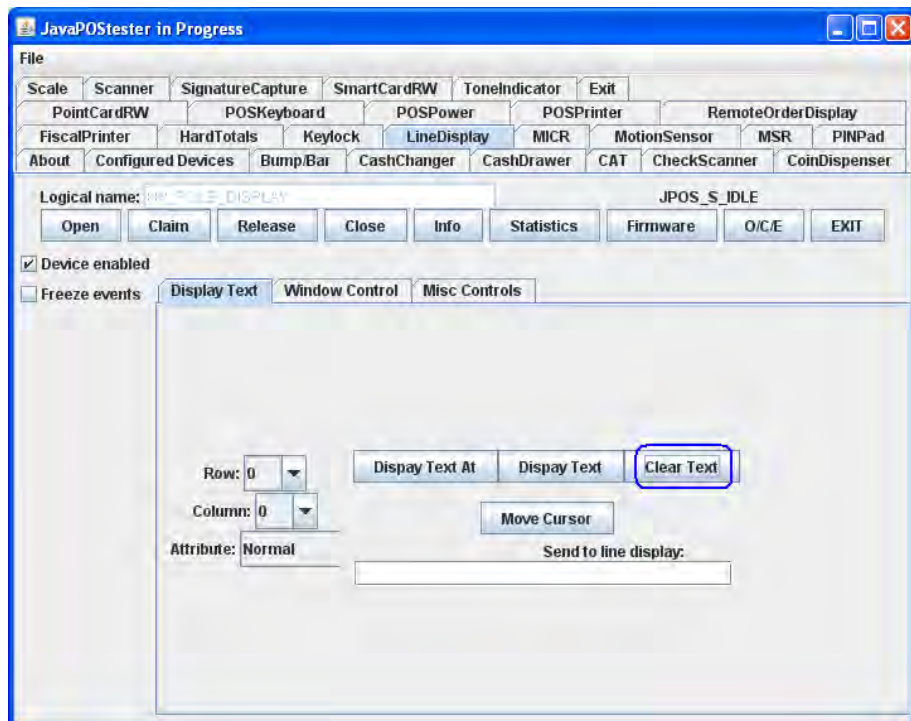 JavaPOStester in Progress
File
Scale Scanner SignatureCapture SmartCardRW ToneIndicator Exit
PointCardRW POSKeyboard POSPower POSPrinter RemoteOrderDisplay
FiscalPrinter HardTotals Keylock LineDisplay MICR MotionSensor MSR PINPad
About Configured Devices Bump/Bar CashChanger CashDrawer CAT CheckScanner CoinDispenser
Logical name: JPOS_S_IDLE
Open Claim Release Close Info Statistics Firmware O/C/E EXIT
Device enabled
Freeze events Display Text Window Control Misc Controls
Row: 0 Dispay Text At Dispay Text Clear Text
Column: 0 Move Cursor
Attribute: Normal Send to line display: